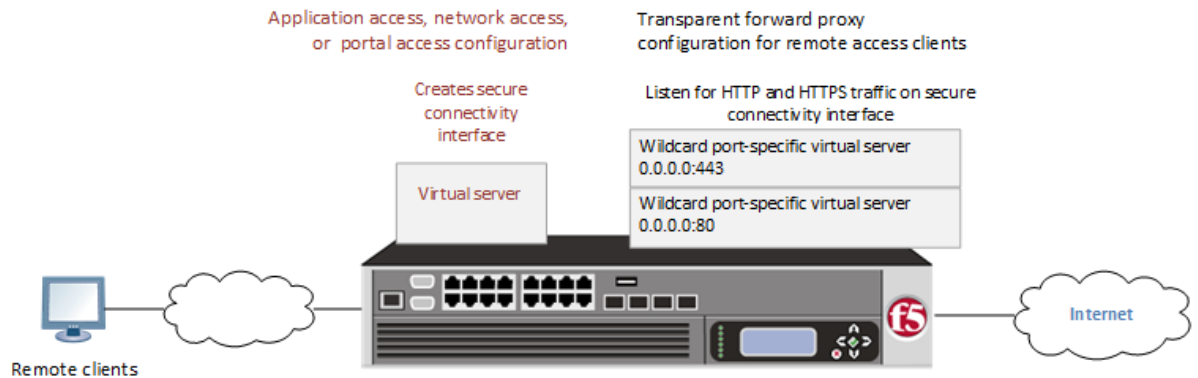 Application access, network access,
or portal access configuration
Transparent forward proxy
configuration for remote access clients
Creates secure
connectivity
interface
Listen for HTTP and HTTPS traffic on secure
connectivity interface
Virtual server
Wildcard port-specific virtual server
0.0.0.0:443
Wildcard port-specific virtual server
0.0.0.0:80
f5
Internet
Remote clients